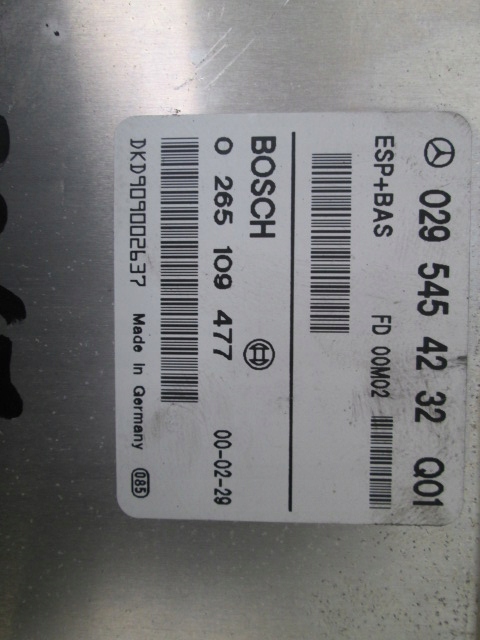 029 545 42 32 Q01
ESP+BAS FD 00M02
BOSCH
0 265 109 477 00-02-29
DKD909002637 Made in Germany 085